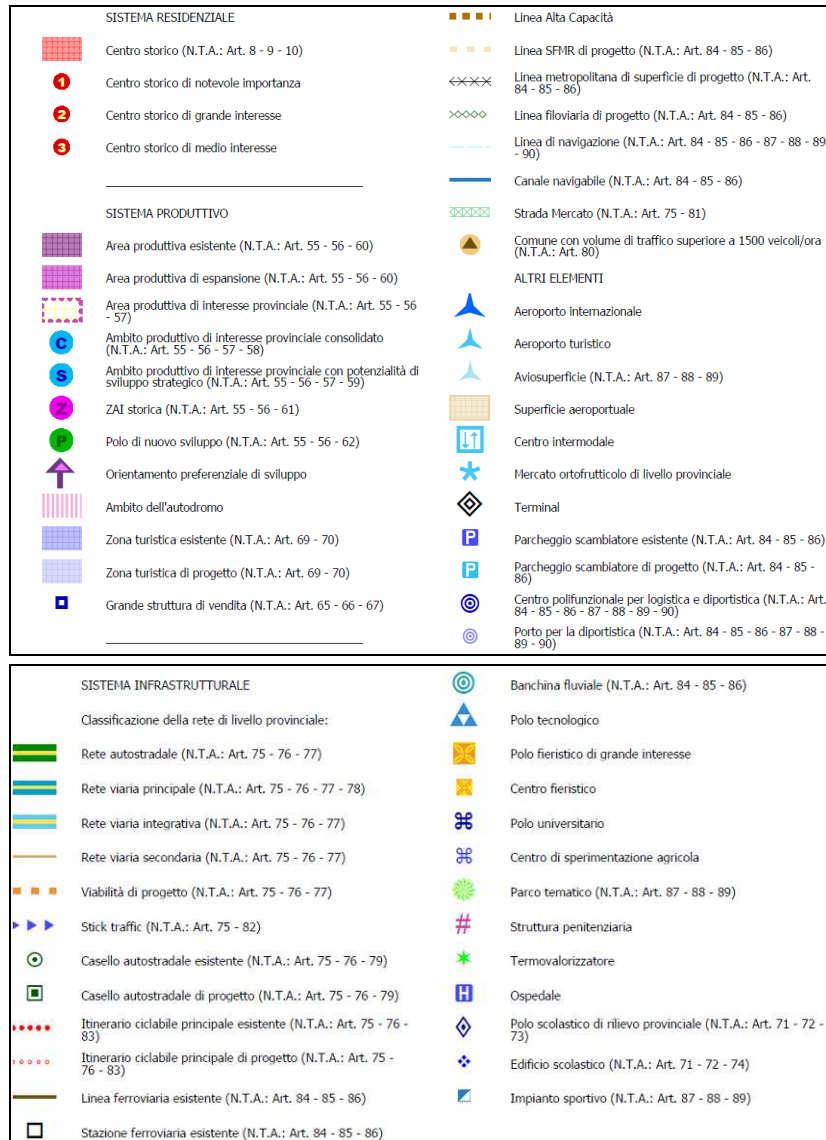 SISTEMA RESIDENZIALE
Centro storico (N.T.A.: Art. 8 - 9 - 10)
1
Centro storico di notevole importanza
2
Centro storico di grande interesse
3
Centro storico di medio interesse
SISTEMA PRODUTTIVO
Area produttiva esistente (N.T.A.: Art. 55 - 56 - 60)
Area produttiva di espansione (N.T.A.: Art. 55 - 56 - 60)
Area produttiva di interesse provinciale (N.T.A.: Art. 55 - 56
- 57)
C
Ambito produttivo di interesse provinciale consolidato
(N.T.A.: Art. 55 - 56 - 57 - 58)
S
Ambito produttivo di interesse provinciale con potenzialità di
sviluppo strategico (N.T.A.: Art. 55 - 56 - 57 - 59)
Z
ZAI storica (N.T.A.: Art. 55 - 56 - 61)
P
Polo di nuovo sviluppo (N.T.A.: Art. 55 - 56 - 62)
Orientamento preferenziale di sviluppo
Ambito dell'autodromo
Zona turistica esistente (N.T.A.: Art. 69 - 70)
Zona turistica di progetto (N.T.A.: Art. 69 - 70)
Grande struttura di vendita (N.T.A.: Art. 65 - 66 - 67)
Linea Alta Capacità
Linea SFMR di progetto (N.T.A.: Art. 84 - 85 - 86)
Linea metropolitana di superficie di progetto (N.T.A.: Art.
84 - 85 - 86)
Linea filoviaria di progetto (N.T.A.: Art. 84 - 85 - 86)
Linea di navigazione (N.T.A.: Art. 84 - 85 - 86 - 87 - 88 - 89
- 90)
Canale navigabile (N.T.A.: Art. 84 - 85 - 86)
Strada Mercato (N.T.A.: Art. 75 - 81)
Comune con volume di traffico superiore a 1500 veicoli/ora
(N.T.A.: Art. 80)
ALTRI ELEMENTI
Aeroporto internazionale
Aeroporto turistico
Aviosuperficie (N.T.A.: Art. 87 - 88 - 89)
Superficie aeroportuale
Centro intermodale
Mercato ortofrutticolo di livello provinciale
Terminal
P
Parcheggio scambiatore esistente (N.T.A.: Art. 84 - 85 - 86)
P
Parcheggio scambiatore di progetto (N.T.A.: Art. 84 - 85 -
86)
Centro polifunzionale per logistica e diportistica (N.T.A.: Art.
84 - 85 - 86 - 87 - 88 - 89 - 90)
Porto per la diportistica (N.T.A.: Art. 84 - 85 - 86 - 87 - 88 -
89 - 90)
SISTEMA INFRASTRUTTURALE
Classificazione della rete di livello provinciale:
Rete autostradale (N.T.A.: Art. 75 - 76 - 77)
Rete viaria principale (N.T.A.: Art. 75 - 76 - 77 - 78)
Rete viaria integrativa (N.T.A.: Art. 75 - 76 - 77)
Rete viaria secondaria (N.T.A.: Art. 75 - 76 - 77)
Viabilità di progetto (N.T.A.: Art. 75 - 76 - 77)
Stick traffic (N.T.A.: Art. 75 - 82)
Casello autostradale esistente (N.T.A.: Art. 75 - 76 - 79)
Casello autostradale di progetto (N.T.A.: Art. 75 - 76 - 79)
Itinerario ciclabile principale esistente (N.T.A.: Art. 75 - 76 -
83)
Itinerario ciclabile principale di progetto (N.T.A.: Art. 75 -
76 - 83)
Linea ferroviaria esistente (N.T.A.: Art. 84 - 85 - 86)
Stazione ferroviaria esistente (N.T.A.: Art. 84 - 85 - 86)
Banchina fluviale (N.T.A.: Art. 84 - 85 - 86)
Polo tecnologico
Polo fieristico di grande interesse
Centro fieristico
Polo universitario
Centro di sperimentazione agricola
Parco tematico (N.T.A.: Art. 87 - 88 - 89)
#
Struttura penitenziaria
Termovalorizzatore
H
Ospedale
Polo scolastico di rilievo provinciale (N.T.A.: Art. 71 - 72 -
73)
Edificio scolastico (N.T.A.: Art. 71 - 72 - 74)
Impianto sportivo (N.T.A.: Art. 87 - 88 - 89)